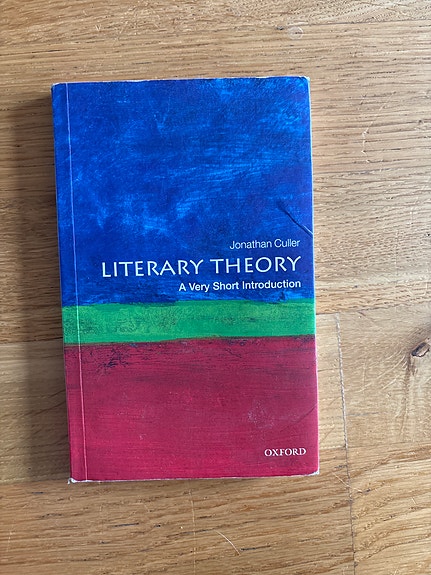 Jonathan Culler
LITERARY THEORY
A Very Short Introduction
OXFORD